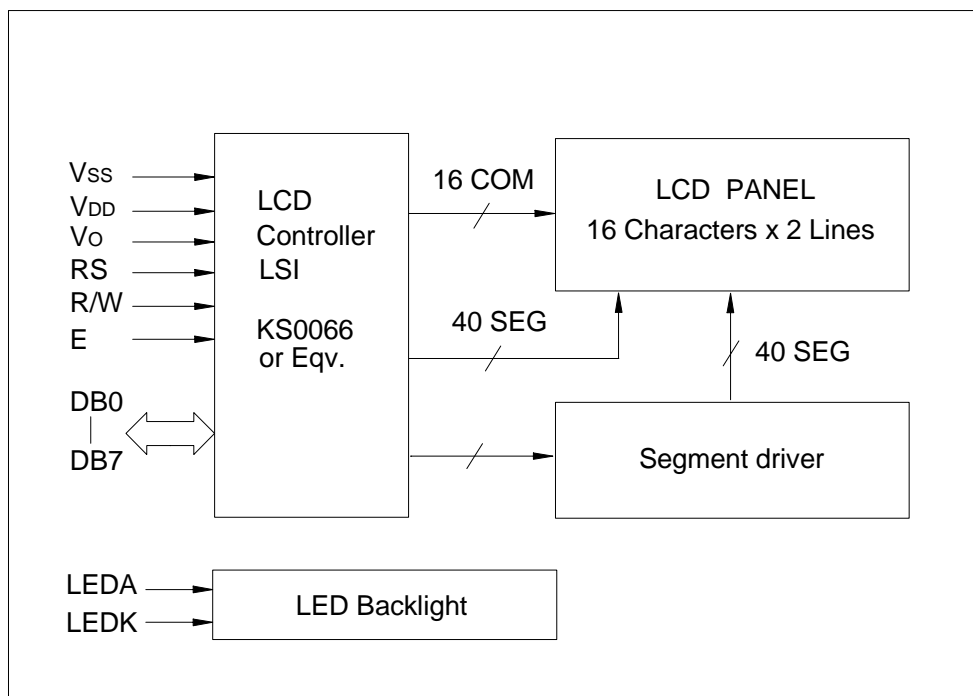 VSS
VDD
VO
RS
R/W
E
DB0
DB7
LCD
Controller
LSI
KS0066
or Eqv.
16 COM
40 SEG
LCD PANEL
16 Characters x 2 Lines
40 SEG
Segment driver
LEDA
LEDK
LED Backlight